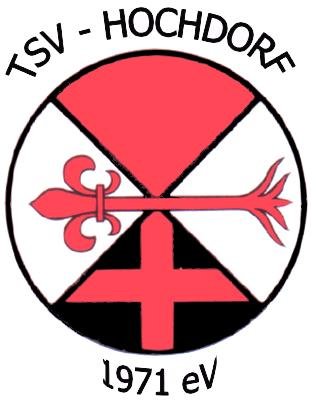 TSV - HOCHDORF
1971 eV